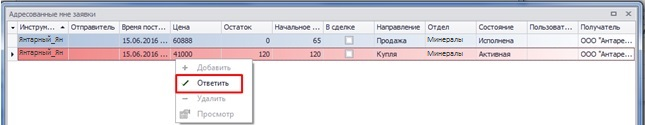 Адресованные мне заявки
Инструм... Отправитель Время пост... Цена Остаток Начальное ... В сделке Направление Отдел Состояние Пользоват... Получатель
Янтарный_Ян 15.06.2016 ... 60888 0 65 Продажа Минералы Исполнена ООО "Антаре...
Янтарный_Ян 15.06.2016 ... 41000 120 120 Купля Минералы Активная ООО "Антаре...
Добавить
Ответить
Удалить
Просмотр